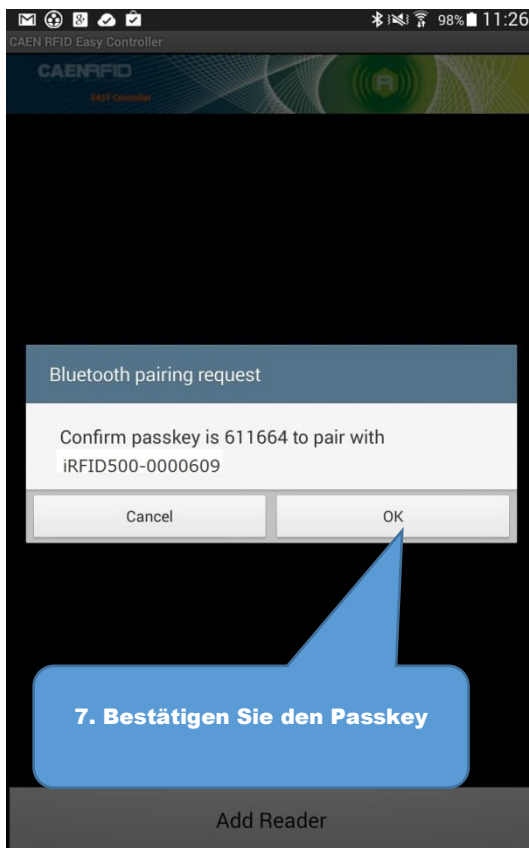 98% 11:26
CAEN RFID Easy Controller
CAENRFID
EASY Controller
Bluetooth pairing request
Confirm passkey is 611664 to pair with
iRFID500-0000609
Cancel OK
7. Bestätigen Sie den Passkey
Add Reader